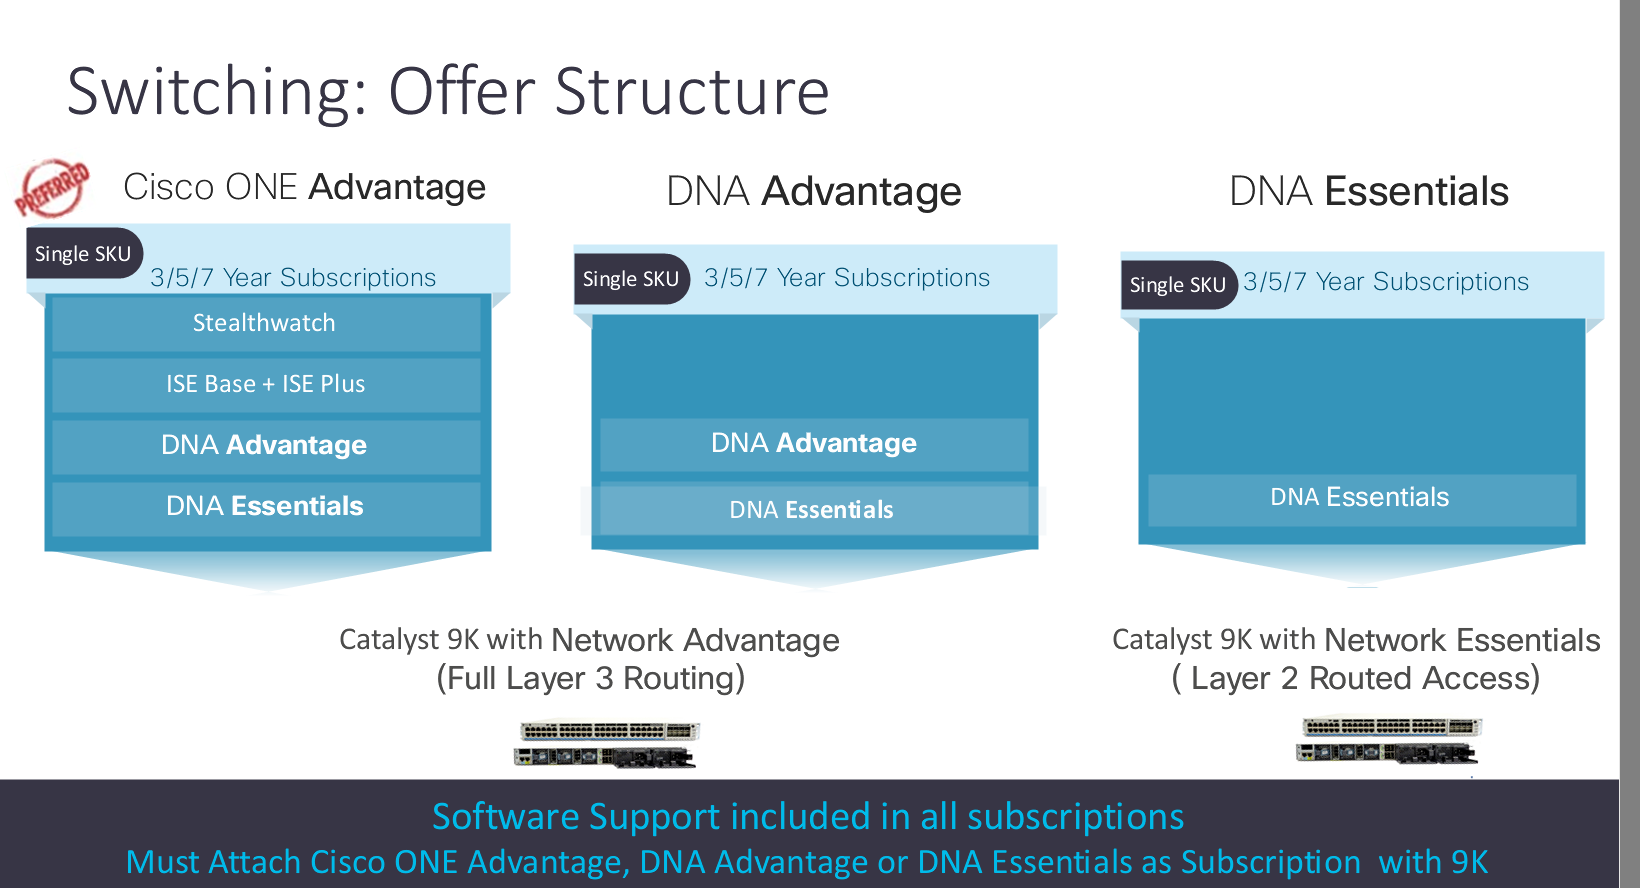 Switching: Offer Structure
PREFERRED
Cisco ONE Advantage
Single SKU
3/5/7 Year Subscriptions
Stealthwatch
ISE Base + ISE Plus
DNA Advantage
DNA Essentials
DNA Advantage
Single SKU
3/5/7 Year Subscriptions
DNA Advantage
DNA Essentials
DNA Essentials
Single SKU
3/5/7 Year Subscriptions
DNA Essentials
Catalyst 9K with Network Advantage
(Full Layer 3 Routing)
Catalyst 9K with Network Essentials
( Layer 2 Routed Access)
Software Support included in all subscriptions
Must Attach Cisco ONE Advantage, DNA Advantage or DNA Essentials as Subscription  with 9K